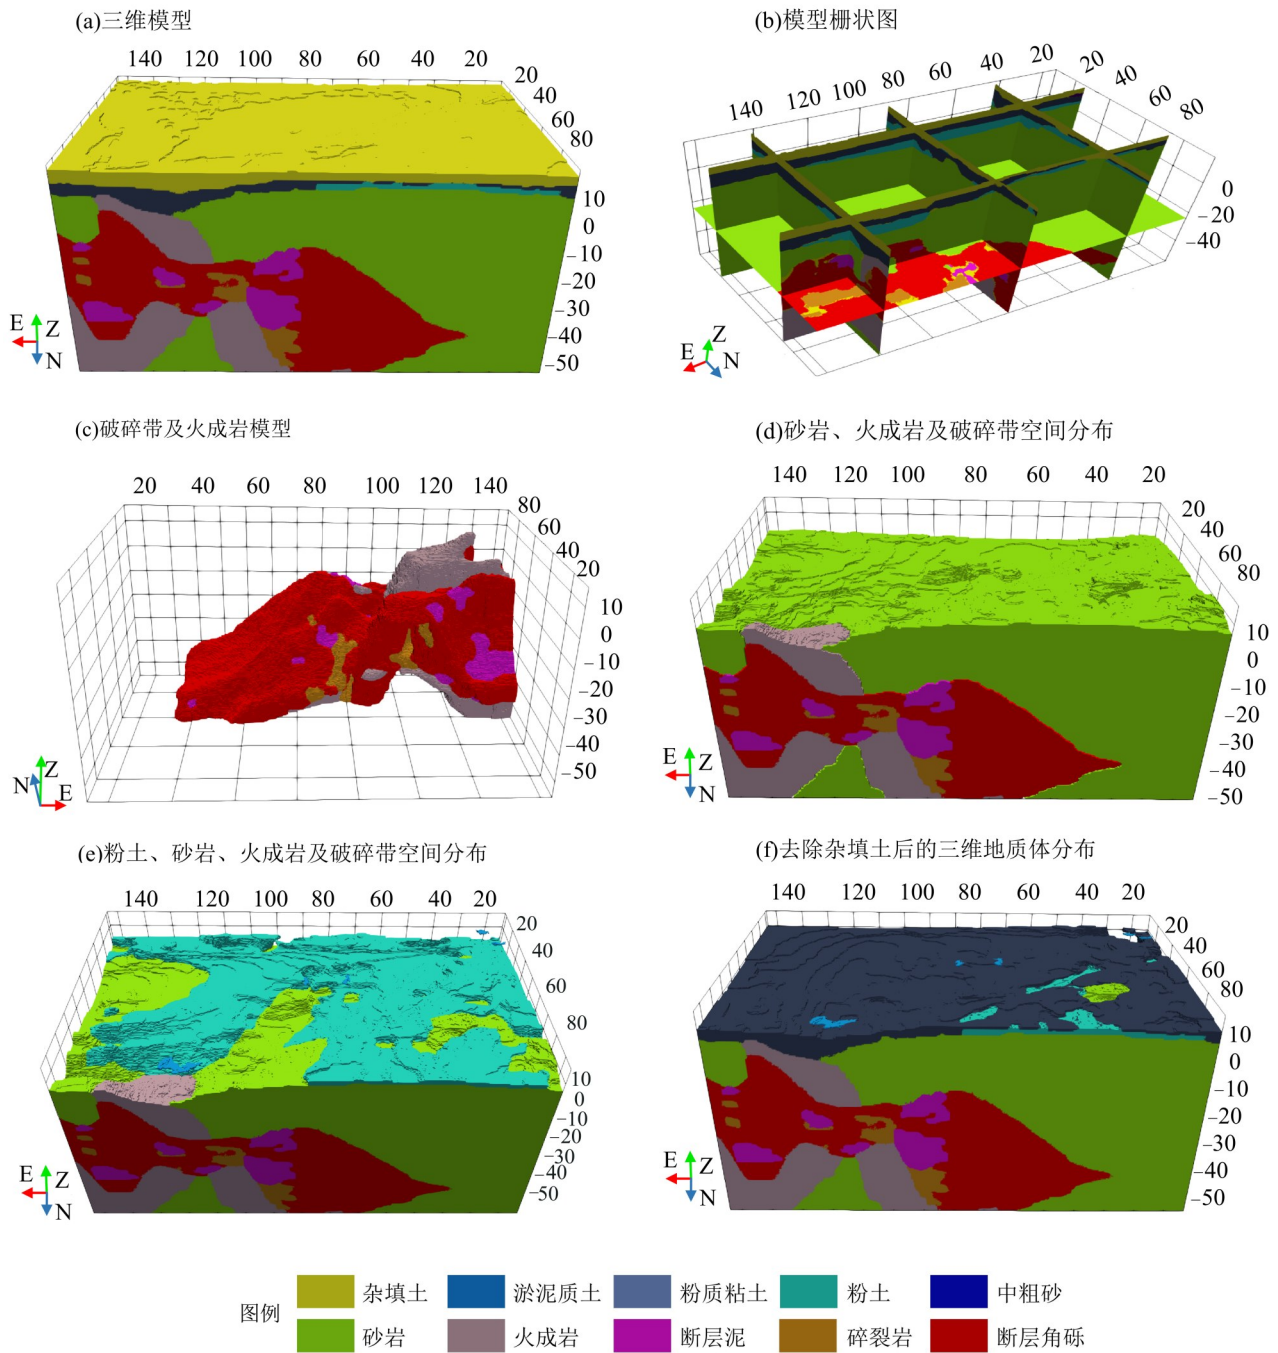 (a)三维模型
140 120 100 80 60 40 20
20
40
60
80
10
0
−10
−20
−30
−40
−50
E Z
N
(b)模型栅状图
140 120 100 80 60 40 20
20
40
60
80
0
−20
−40
E Z
N
(c)破碎带及火成岩模型
20 40 60 80 100 120 140
80
60
40
20
10
0
−10
−20
−30
−40
−50
N Z
E
(d)砂岩、火成岩及破碎带空间分布
140 120 100 80 60 40 20
20
40
60
80
10
0
−10
−20
−30
−40
−50
E Z
N
(e)粉土、砂岩、火成岩及破碎带空间分布
140 120 100 80 60 40 20
20
40
60
80
10
0
−10
−20
−30
−40
−50
E Z
N
(f)去除杂填土后的三维地质体分布
140 120 100 80 60 40 20
20
40
60
80
10
0
−10
−20
−30
−40
−50
E Z
N
图例
杂填土 淤泥质土 粉质粘土 粉土 中粗砂
砂岩 火成岩 断层泥 碎裂岩 断层角砾